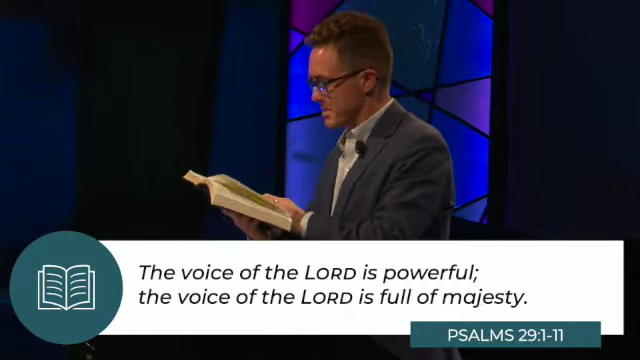 The voice of the LORD is powerful;
the voice of the LORD is full of majesty.
PSALMS 29:1-11